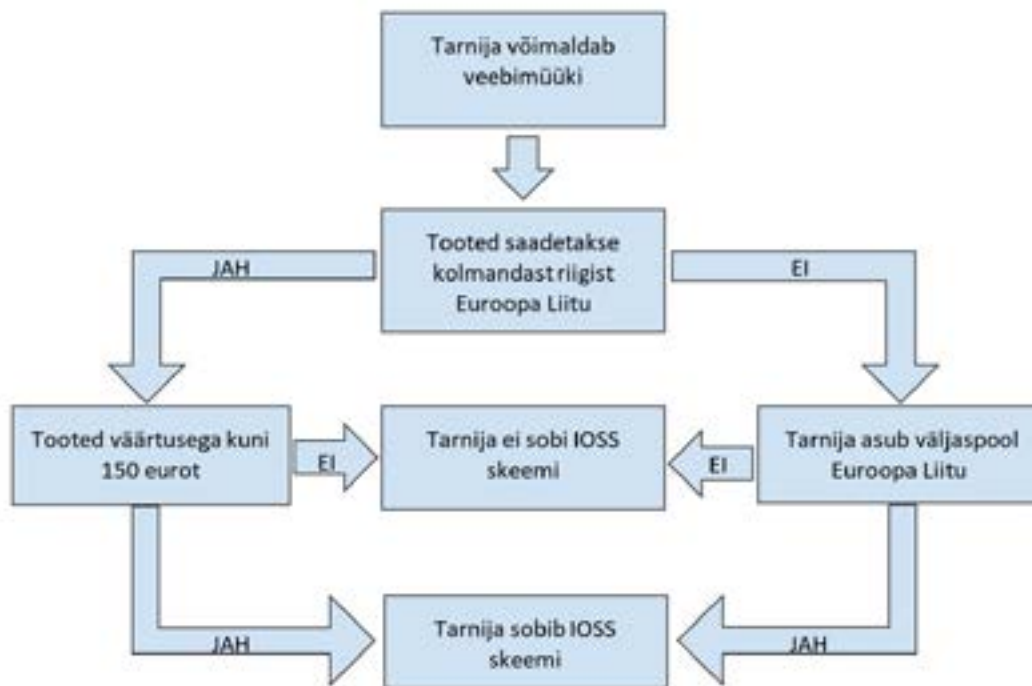 Tarnija võimaldab
veebimüüki
Tooted saadetakse
kolmandast riigist
Euroopa Liitu
JAH
EI
Tooted väärtusega kuni
150 eurot
EI
Tarnija ei sobi IOSS
skeemi
EI
Tarnija asub väljaspool
Euroopa Liitu
JAH
Tarnija sobib IOSS
skeemi
JAH